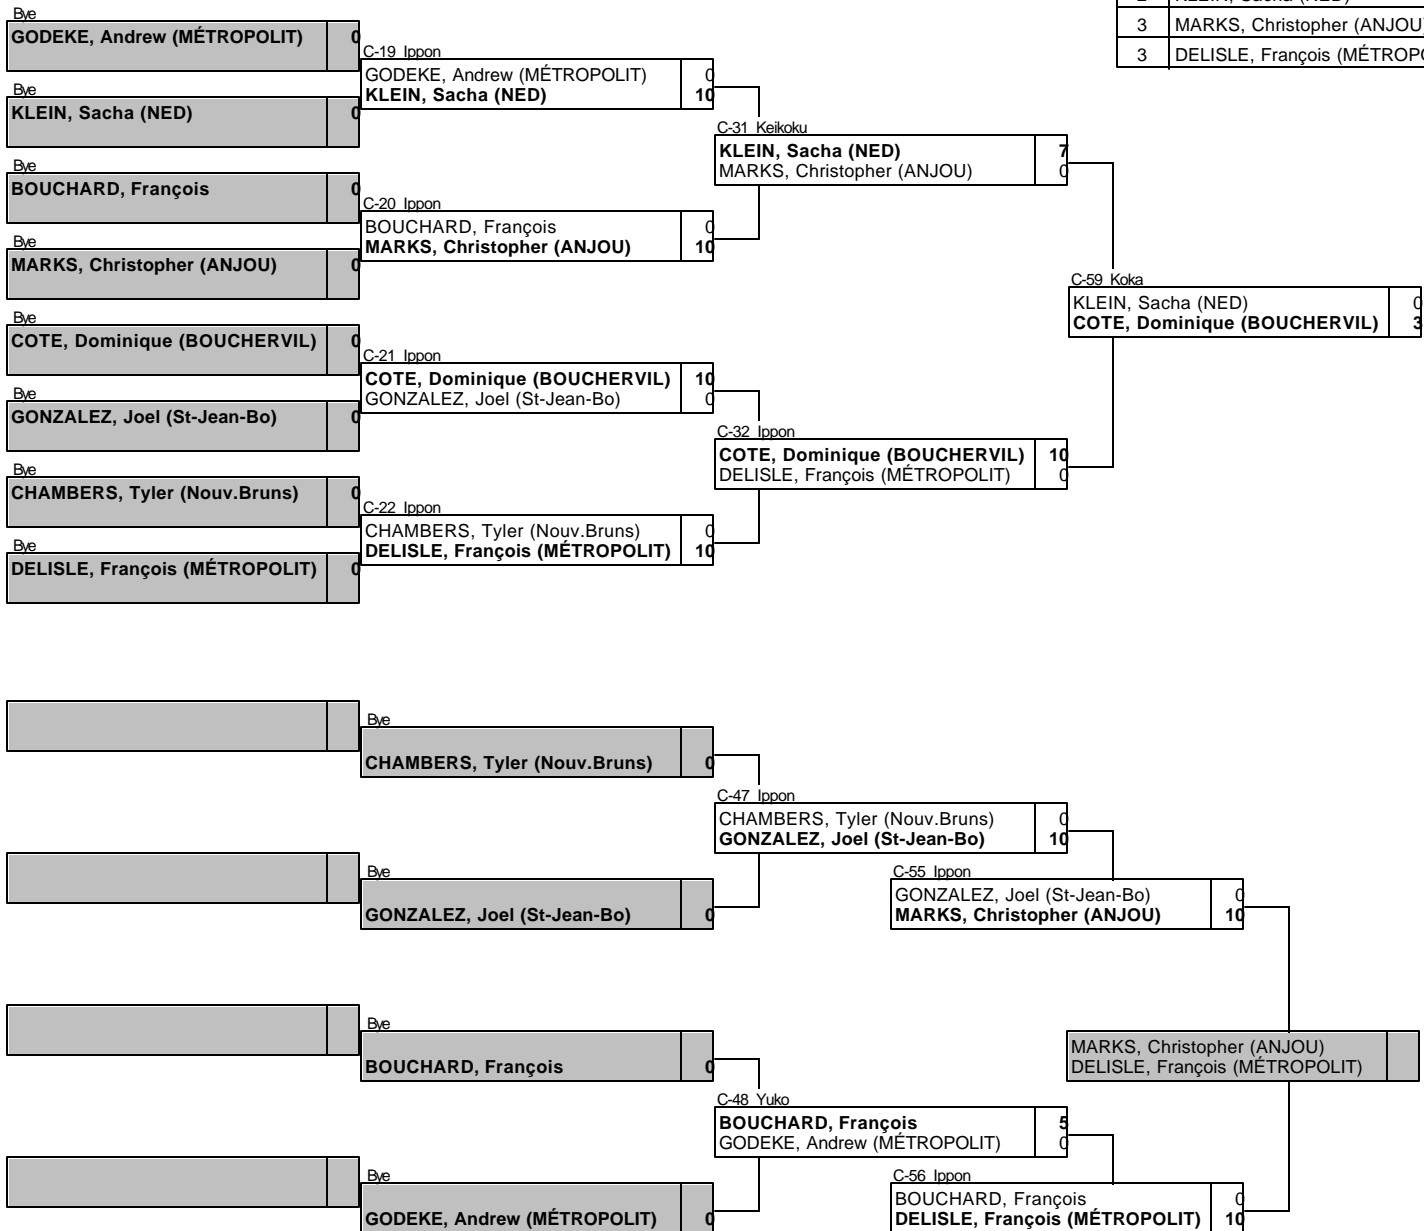 2 KLEIN, Sacha (NED)
3 MARKS, Christopher (ANJOU)
3 DELISLE, François (MÉTROPO
Bye
GODEKE, Andrew (MÉTROPOLIT) 0
Bye
KLEIN, Sacha (NED) 0
Bye
BOUCHARD, François 0
Bye
MARKS, Christopher (ANJOU) 0
Bye
COTE, Dominique (BOUCHERVIL) 0
Bye
GONZALEZ, Joel (St-Jean-Bo) 0
Bye
CHAMBERS, Tyler (Nouv.Bruns) 0
Bye
DELISLE, François (MÉTROPOLIT) 0
C-19 Ippon
GODEKE, Andrew (MÉTROPOLIT) 0
KLEIN, Sacha (NED) 10
C-20 Ippon
BOUCHARD, François 0
MARKS, Christopher (ANJOU) 10
C-21 Ippon
COTE, Dominique (BOUCHERVIL) 10
GONZALEZ, Joel (St-Jean-Bo) 0
C-22 Ippon
CHAMBERS, Tyler (Nouv.Bruns) 0
DELISLE, François (MÉTROPOLIT) 10
C-31 Keikoku
KLEIN, Sacha (NED) 7
MARKS, Christopher (ANJOU) 0
C-32 Ippon
COTE, Dominique (BOUCHERVIL) 10
DELISLE, François (MÉTROPOLIT) 0
C-59 Koka
KLEIN, Sacha (NED) 0
COTE, Dominique (BOUCHERVIL) 3
Bye
CHAMBERS, Tyler (Nouv.Bruns) 0
Bye
GONZALEZ, Joel (St-Jean-Bo) 0
Bye
BOUCHARD, François 0
Bye
GODEKE, Andrew (MÉTROPOLIT) 0
C-47 Ippon
CHAMBERS, Tyler (Nouv.Bruns) 0
GONZALEZ, Joel (St-Jean-Bo) 10
C-48 Yuko
BOUCHARD, François 5
GODEKE, Andrew (MÉTROPOLIT) 0
C-55 Ippon
GONZALEZ, Joel (St-Jean-Bo) 0
MARKS, Christopher (ANJOU) 10
C-56 Ippon
BOUCHARD, François 0
DELISLE, François (MÉTROPOLIT) 10
MARKS, Christopher (ANJOU)
DELISLE, François (MÉTROPOLIT)